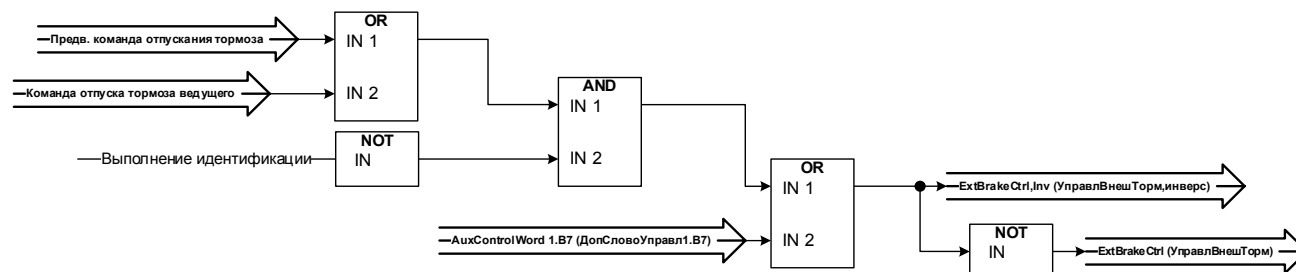 OR
Предв. команда отпускания тормоза
IN 1
Команда отпуска тормоза ведущего
IN 2
AND
IN 1
NOT
Выполнение идентификации
IN
IN 2
OR
IN 1
ExtBrakeCtrl,Inv (УправлВнешТорм,инверс)
AuxControlWord 1.B7 (ДопСловоУправл1.B7)
IN 2
NOT
IN
ExtBrakeCtrl (УправлВнешТорм)